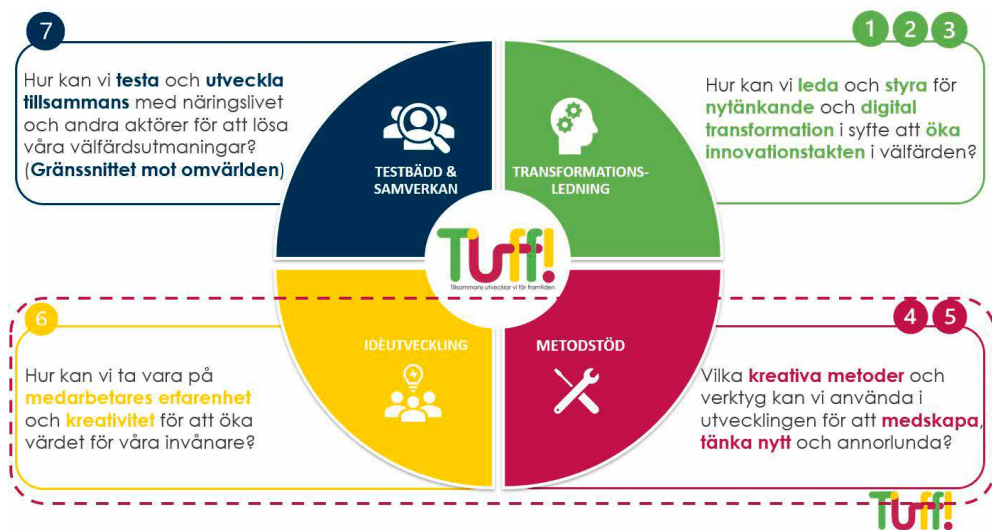 7
Hur kan vi testa och utveckla
tillsammans med näringslivet
och andra aktörer för att lösa
våra välfärdsutmaningar?
(Gränssnittet mot omvärlden)
TESTBÄDD &
SAMVERKAN
TRANSFORMATIONS-
LEDNING
1 2 3
Hur kan vi leda och styra för
nytänkande och digital
transformation i syfte att öka
innovationstakten i välfärden?
Tuff!
Tillsammans utvecklar vi för framtiden
6
Hur kan vi ta vara på
medarbetares erfarenhet
och kreativitet för att öka
värdet för våra invånare?
IDÈUTVECKLING
METODSTÖD
4 5
Vilka kreativa metoder och
verktyg kan vi använda i
utvecklingen för att medskapa,
tänka nytt och annorlunda?
Tuff!